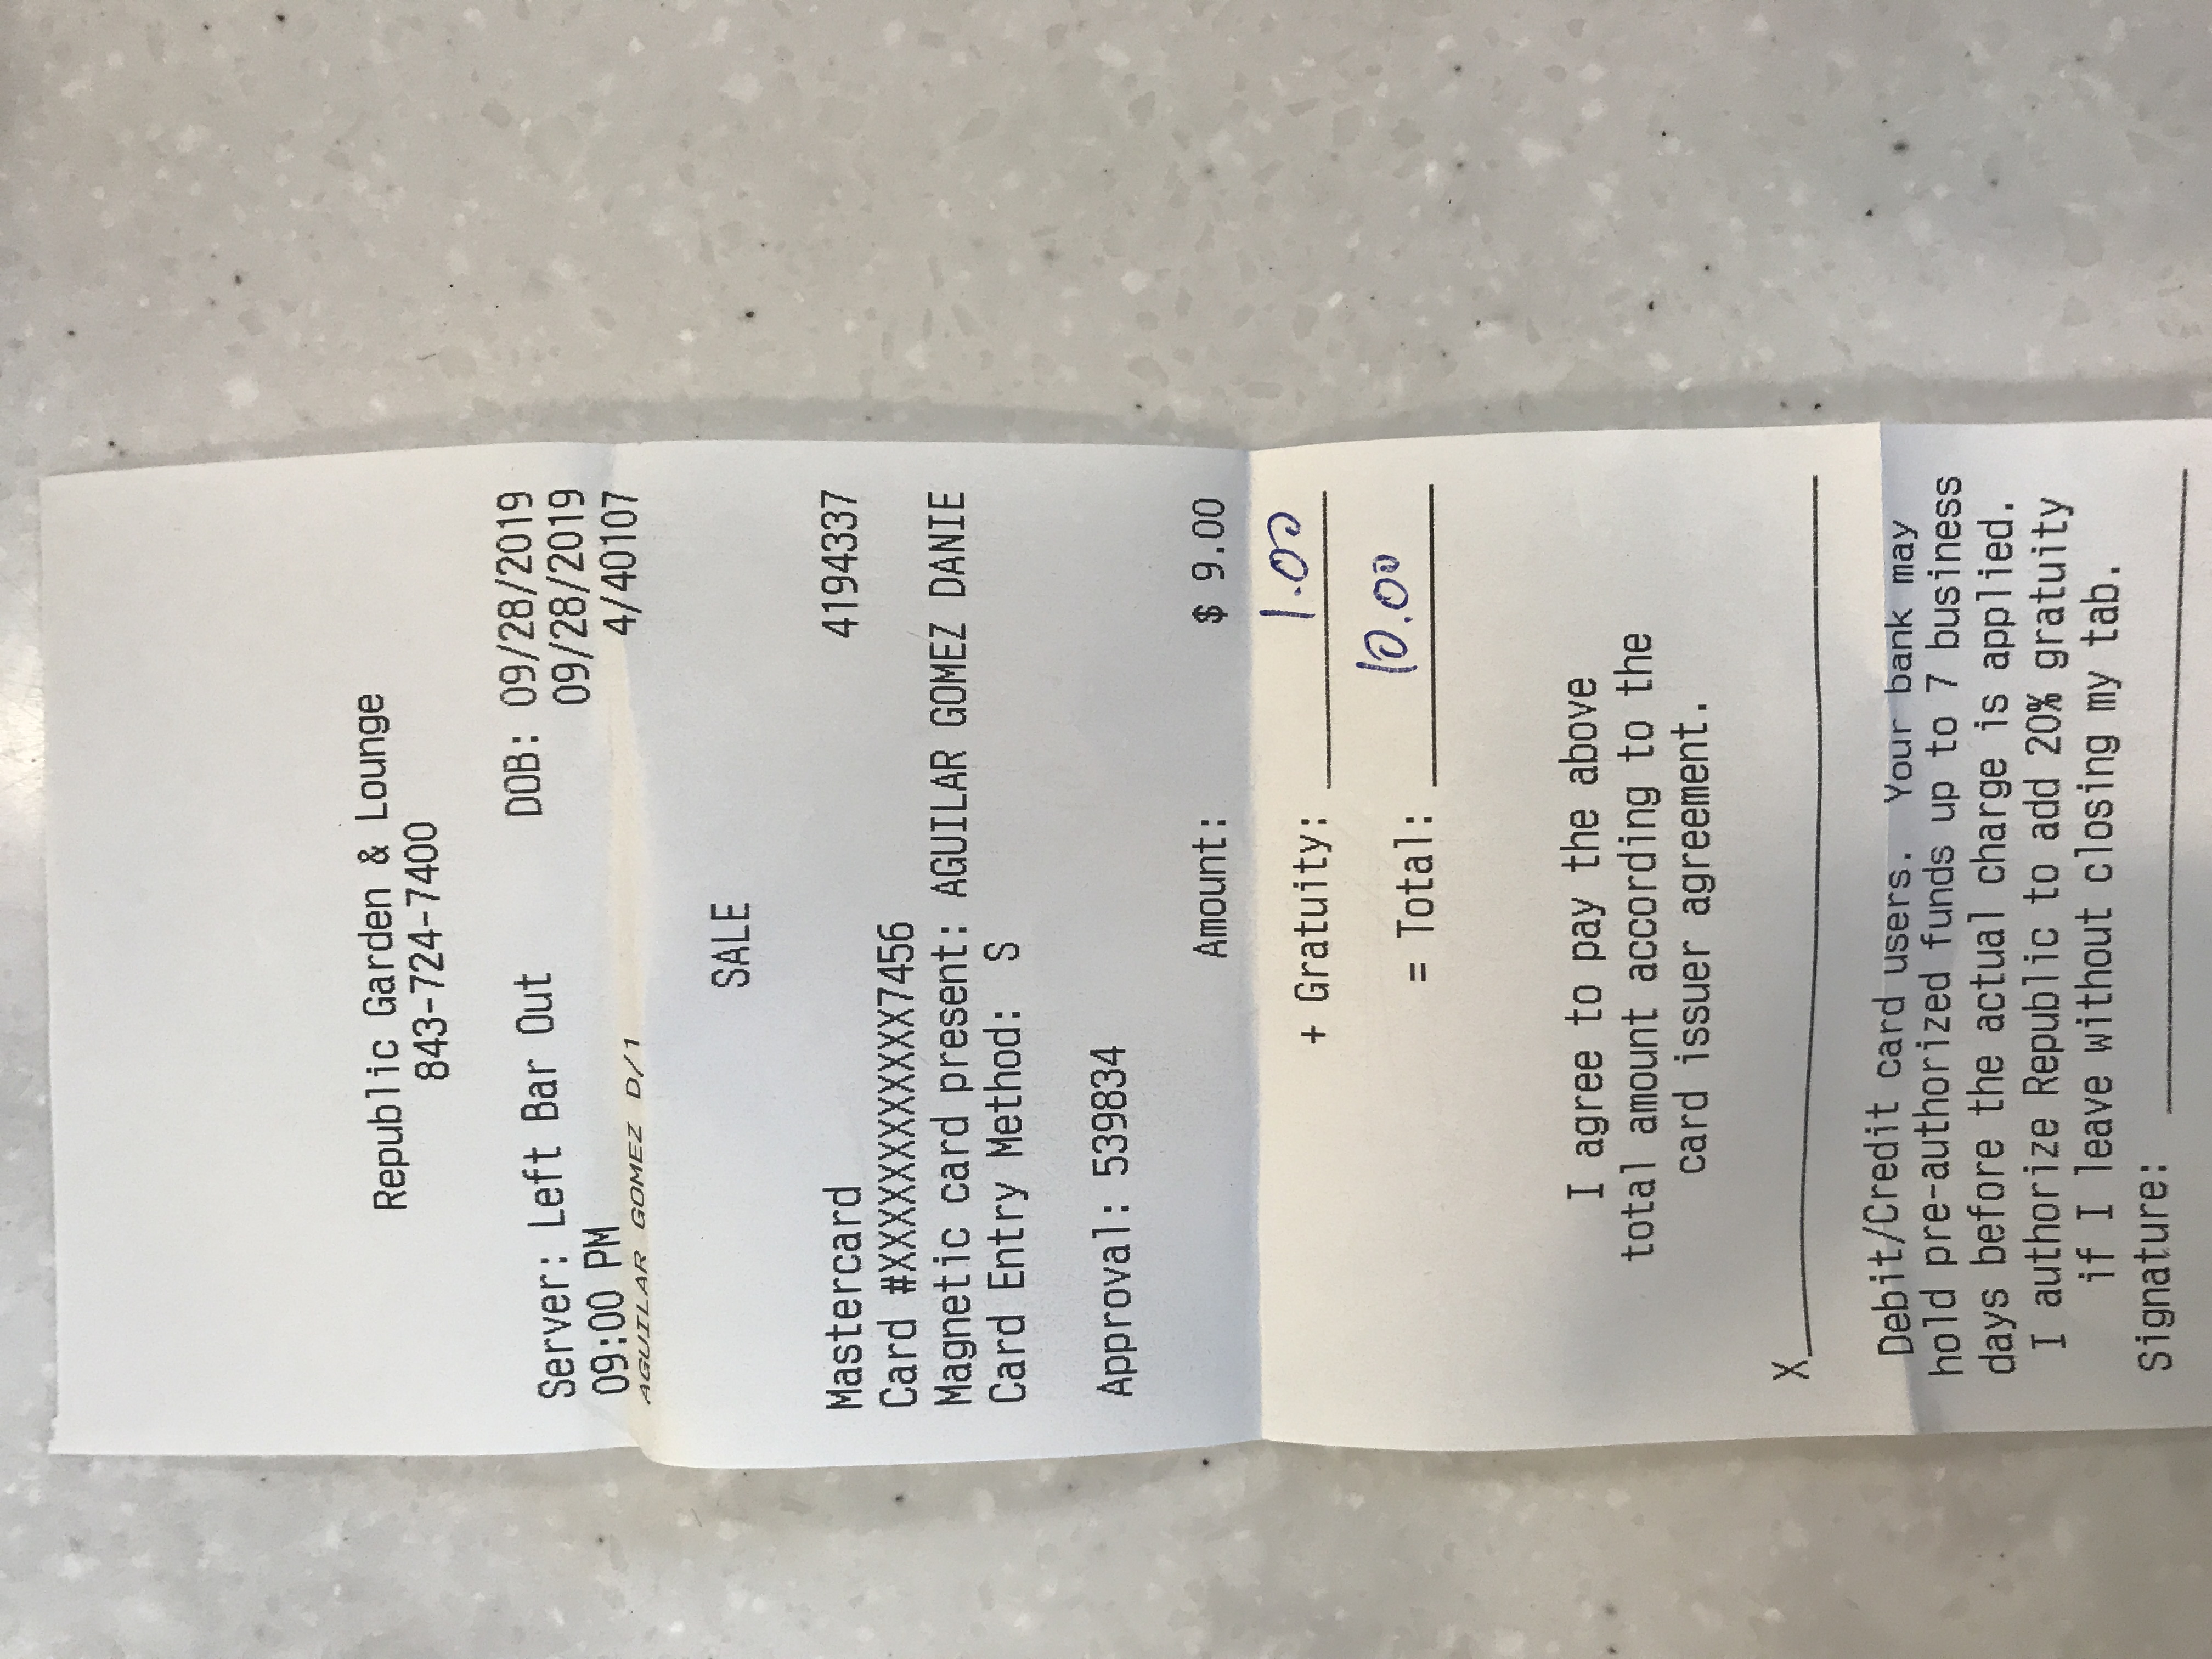 Republic Garden & Lounge
843-724-7400
Server: Left Bar Out DOB: 09/28/2019
09:00 PM 09/28/2019
AGUILAR GOMEZ D/1 4/40107
SALE
Mastercard 4194337
Card #XXXXXXXXXXXX7456
Magnetic card present: AGUILAR GOMEZ DANIE
Card Entry Method: S
Approval: 539834
Amount: $ 9.00
+ Gratuity: 1.00
= Total: 10.00
I agree to pay the above
total amount according to the
card issuer agreement.
X
Debit/Credit card users. Your bank may
hold pre-authorized funds up to 7 business
days before the actual charge is applied.
I authorize Republic to add 20% gratuity
if I leave without closing my tab.
Signature: